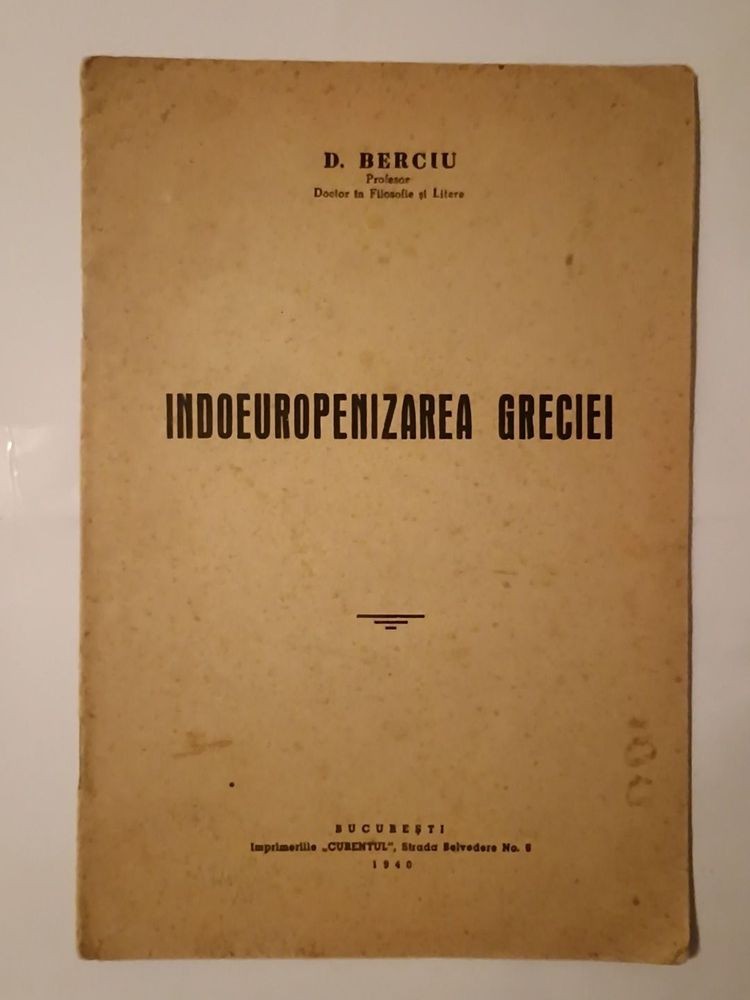 D. BERCIU
Profesor
Doctor în Filosofie și Litere
INDOEUROPENIZAREA GRECIEI
BUCUREȘTI
Imprimeriile „CURENTUL", Strada Belvedere No. 6
1940